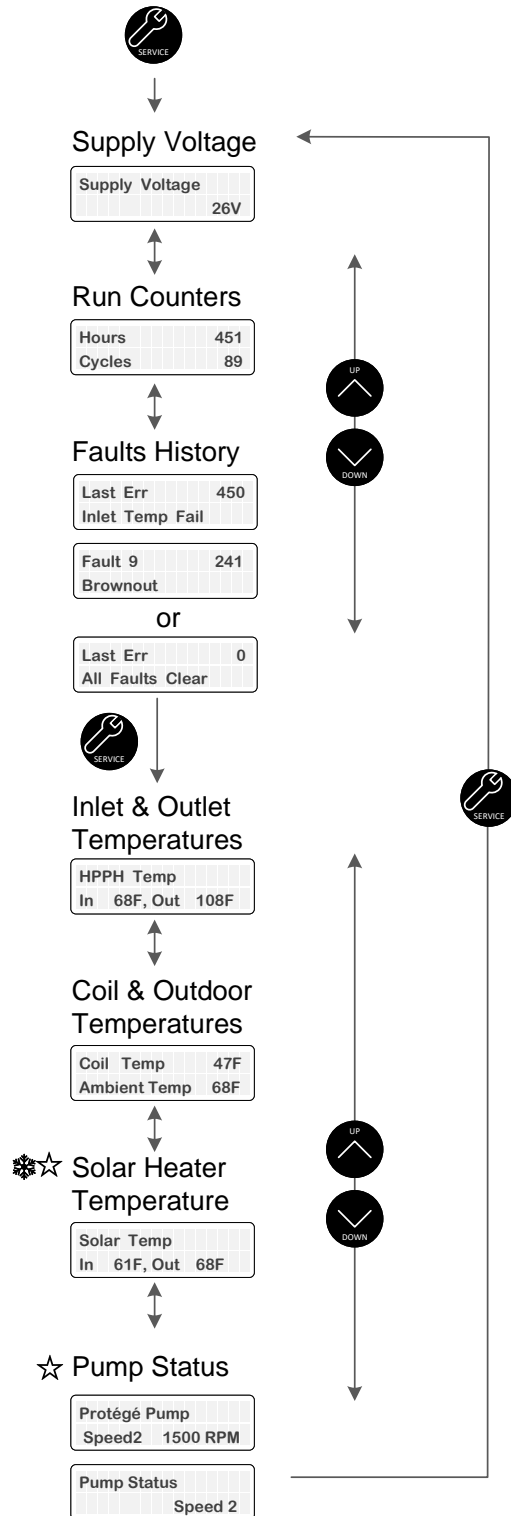 SERVICE
Supply Voltage
Supply Voltage
26V
Run Counters
Hours 451
Cycles 89
UP
DOWN
Faults History
Last Err 450
Inlet Temp Fail
Fault 9 241
Brownout
or
Last Err 0
All Faults Clear
SERVICE
SERVICE
Inlet & Outlet
Temperatures
HPPH Temp
In 68F, Out 108F
Coil & Outdoor
Temperatures
Coil Temp 47F
Ambient Temp 68F
UP
DOWN
Solar Heater
Temperature
Solar Temp
In 61F, Out 68F
Pump Status
Protégé Pump
Speed2 1500 RPM
Pump Status
Speed 2